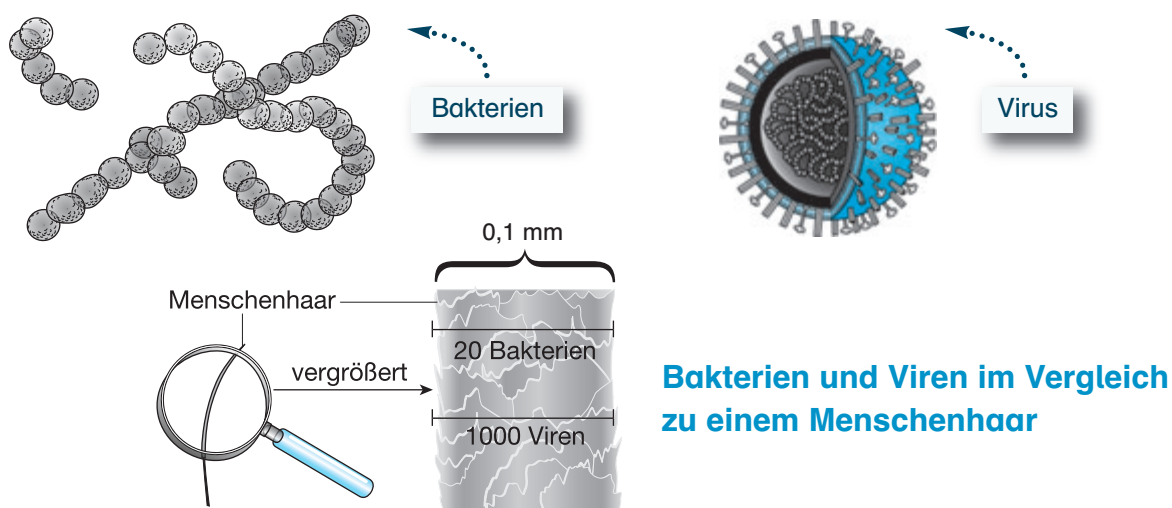 Bakterien
Virus
0,1 mm
Menschenhaar
20 Bakterien
vergrößert
1000 Viren
Bakterien und Viren im Vergleich
zu einem Menschenhaar